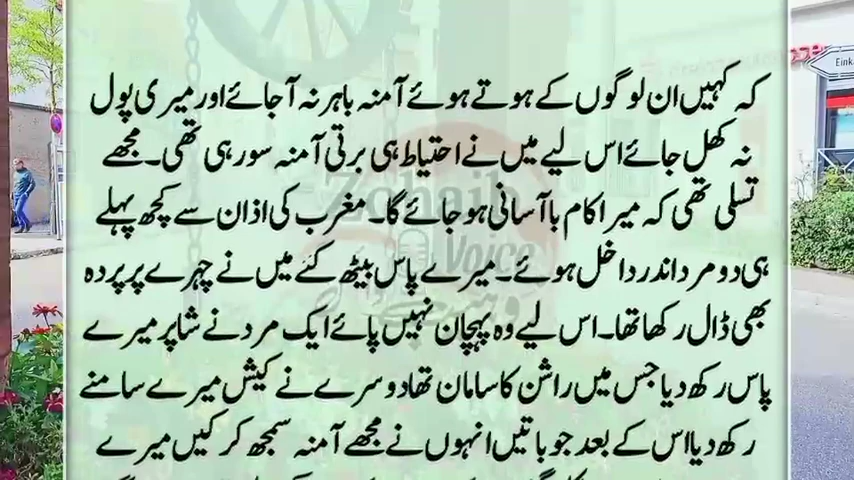 کہ کہیں ان لوگوں کے ہوتے ہوئے آمنہ باہر نہ آجائے اور میری پول
نہ کھل جائے اس لیے میں نے احتیاط ہی برتی آمنہ سو رہی تھی۔ مجھے
تسلی تھی کہ میرا کام باآسانی ہو جائے گا۔ مغرب کی اذان سے کچھ پہلے
ہی دو مرد اندر داخل ہوئے۔ میرے پاس بیٹھ گئے میں نے چہرے پر پردہ
بھی ڈال رکھا تھا۔ اس لیے وہ پہچان نہیں پائے ایک مرد نے شاپر میرے
پاس رکھ دیا جس میں راشن کا سامان تھا دوسرے نے کیش میرے سامنے
رکھ دیا اس کے بعد جو باتیں انہوں نے مجھے آمنہ سمجھ کر کیں میرے
Zohaib
Voice
Eink